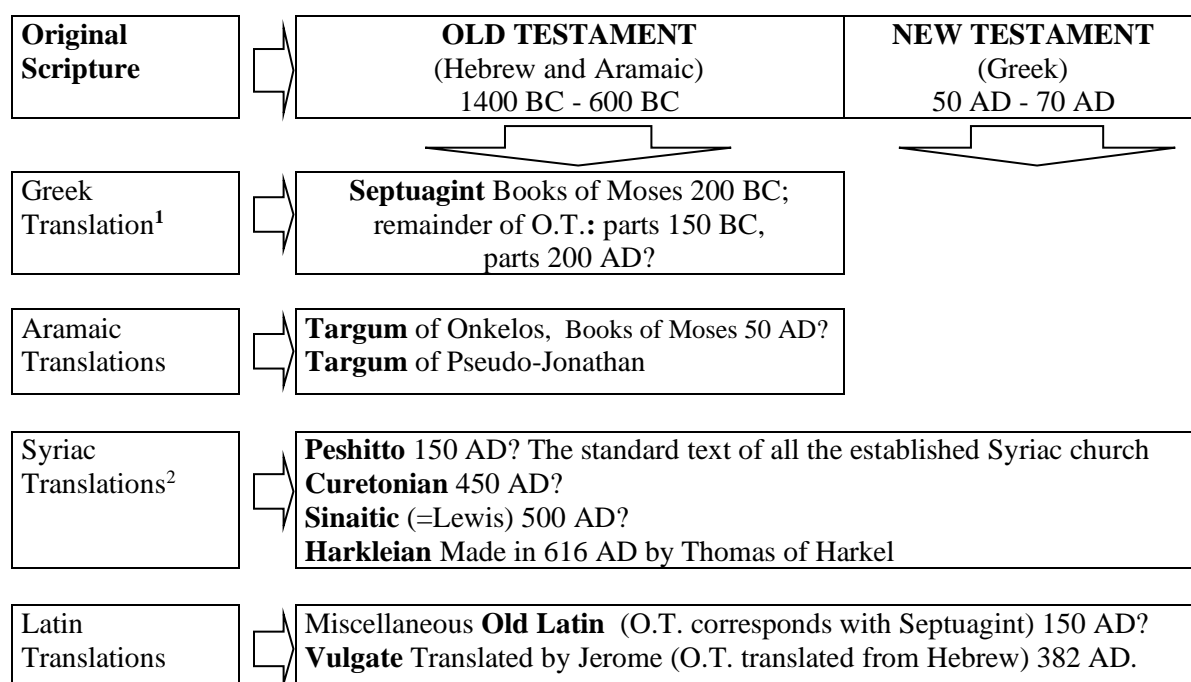 Original
Scripture
OLD TESTAMENT
(Hebrew and Aramaic)
1400 BC - 600 BC
NEW TESTAMENT
(Greek)
50 AD - 70 AD
Greek
Translation1
Septuagint Books of Moses 200 BC;
remainder of O.T.: parts 150 BC,
parts 200 AD?
Aramaic
Translations
Targum of Onkelos, Books of Moses 50 AD?
Targum of Pseudo-Jonathan
Syriac
Translations2
Peshitto 150 AD? The standard text of all the established Syriac church
Curetonian 450 AD?
Sinaitic (=Lewis) 500 AD?
Harkleian Made in 616 AD by Thomas of Harkel
Latin
Translations
Miscellaneous Old Latin (O.T. corresponds with Septuagint) 150 AD?
Vulgate Translated by Jerome (O.T. translated from Hebrew) 382 AD.